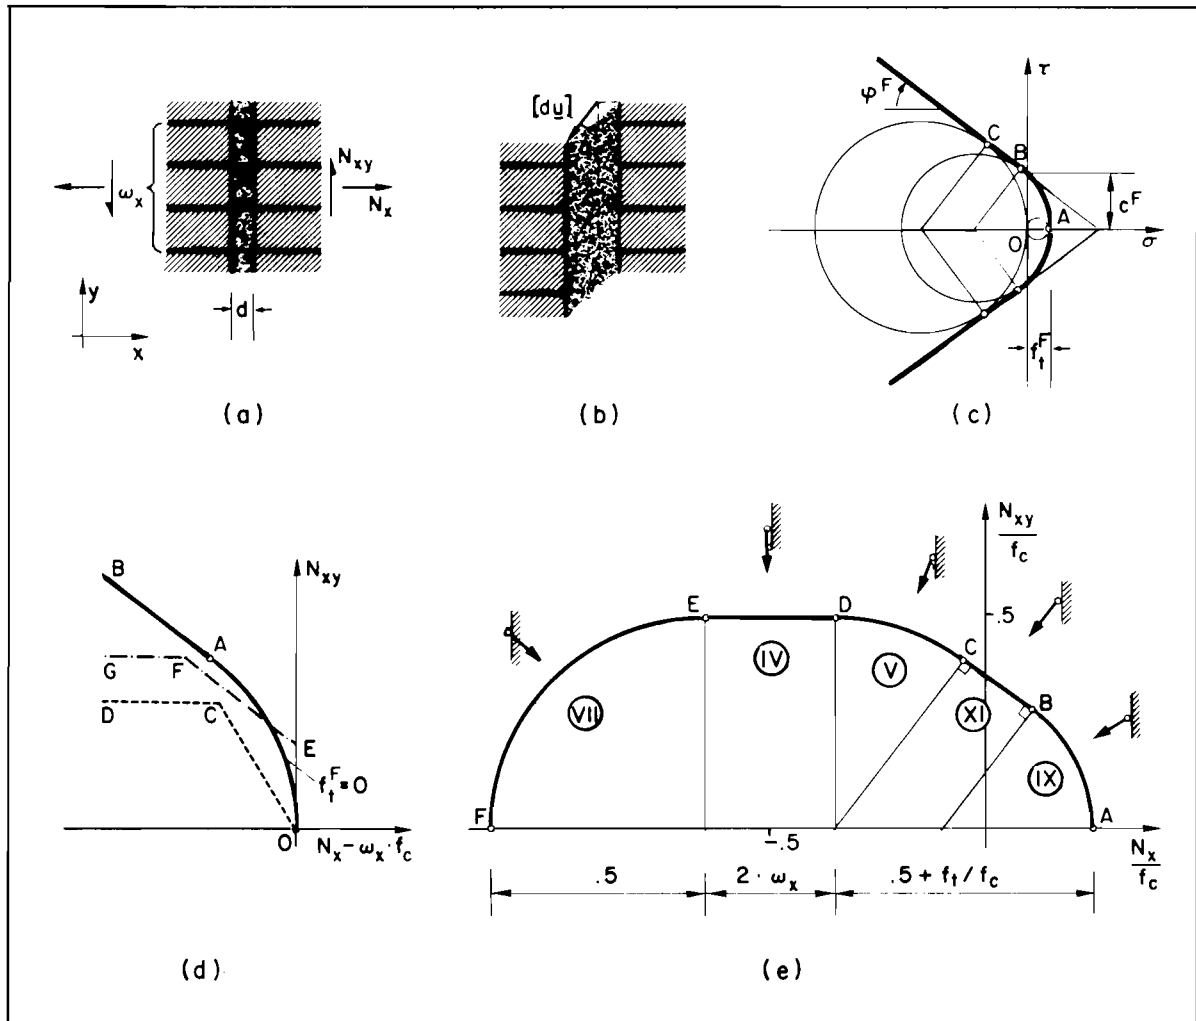 [du]
ω_x
N_xy
N_x
y
x
d
(a)
(b)
τ
φ^F
C
B
A
c^F
O
σ
f_t^F
(c)
B
N_xy
A
G
F
E
D
C
f_t^F=0
O
N_x-ω_x·f_c
(d)
N_xy
f_c
.5
E
D
C
B
A
F
IV
V
XI
VII
IX
-.5
N_x
f_c
.5
2·ω_x
.5+f_t/f_c
(e)